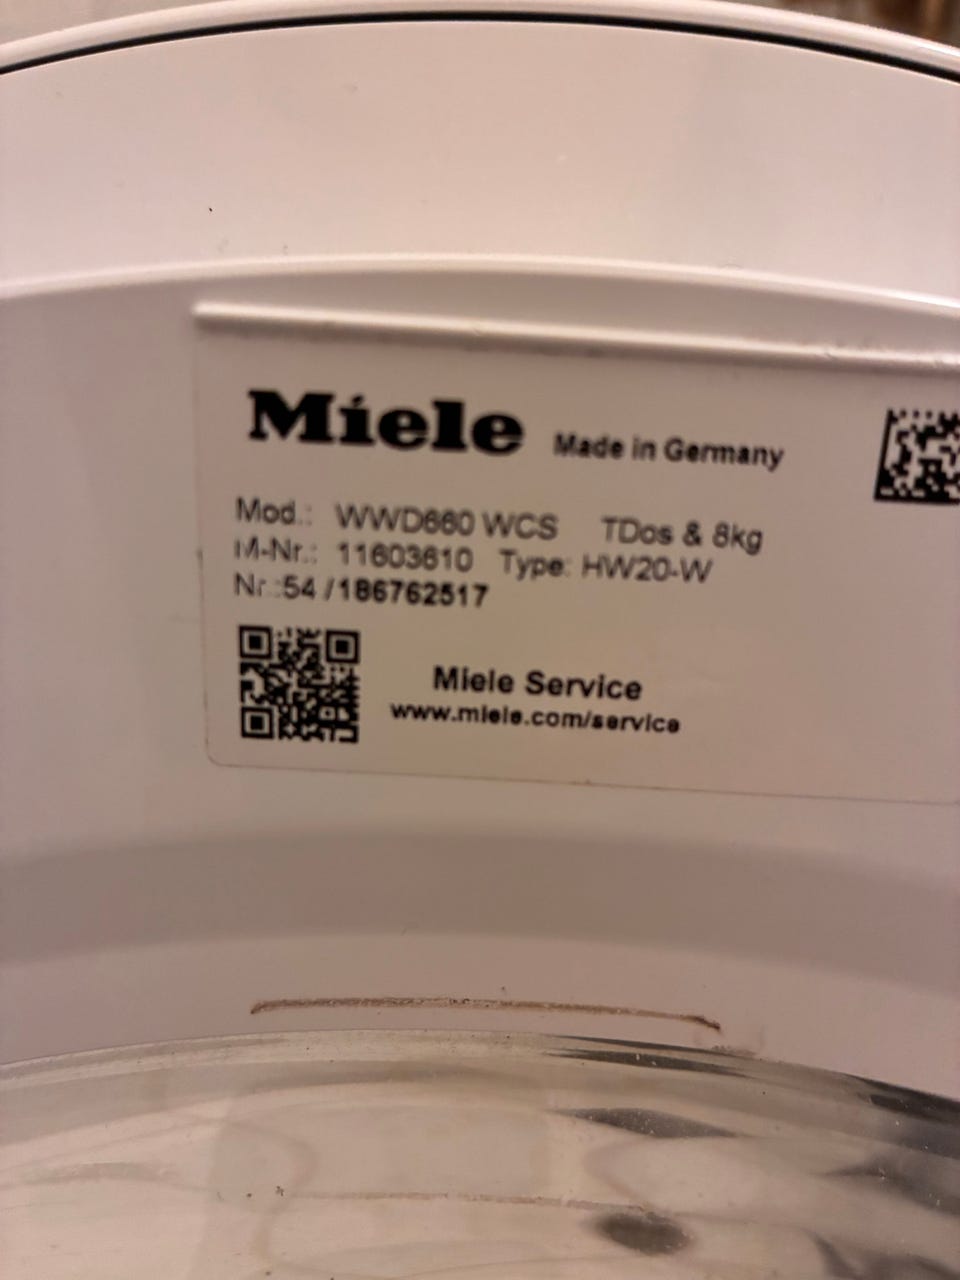 Miele Made in Germany
Mod.: WWD660 WCS TDos & 8kg
M-Nr.: 11603610 Type: HW20-W
Nr.:54 /186762517
Miele Service
www.miele.com/service